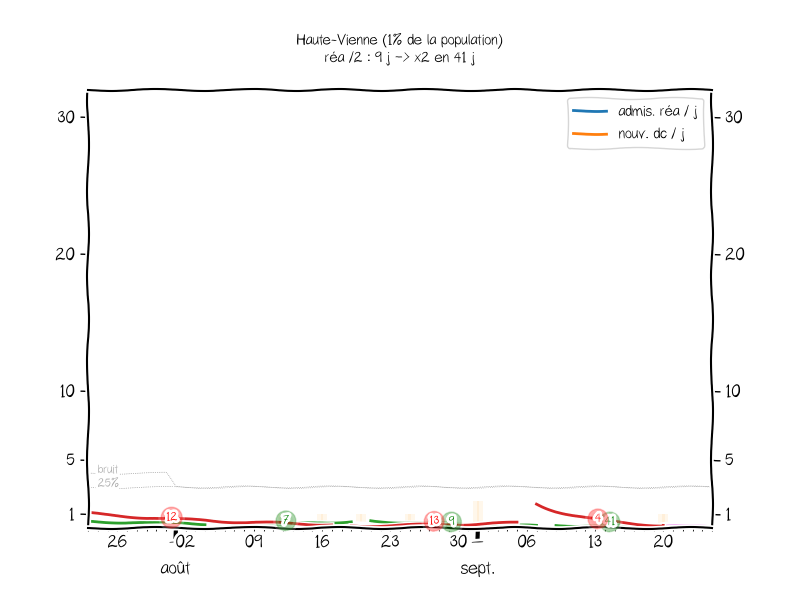 Haute-Vienne (1% de la population)
réa /2 : 9 j -> x2 en 41 j
admis. réa / j
nouv. dc / j
30 30
20 20
10 10
5 5
bruit
25%
1 12 7 13 9 4 41 1
26 02 09 16 23 30 06 13 20
août sept.